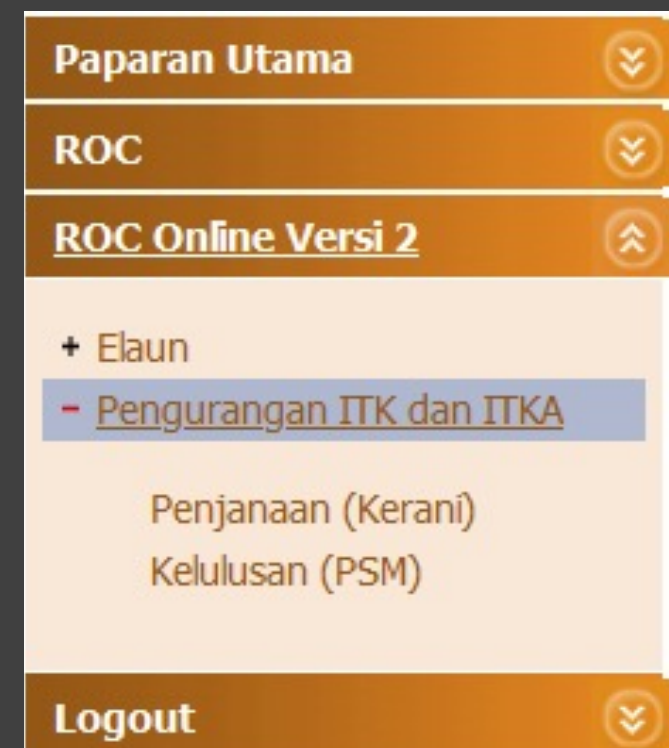 Paparan Utama
ROC
ROC Online Versi 2
+ Elaun
- Pengurangan ITK dan ITKA
Penjanaan (Kerani)
Kelulusan (PSM)
Logout